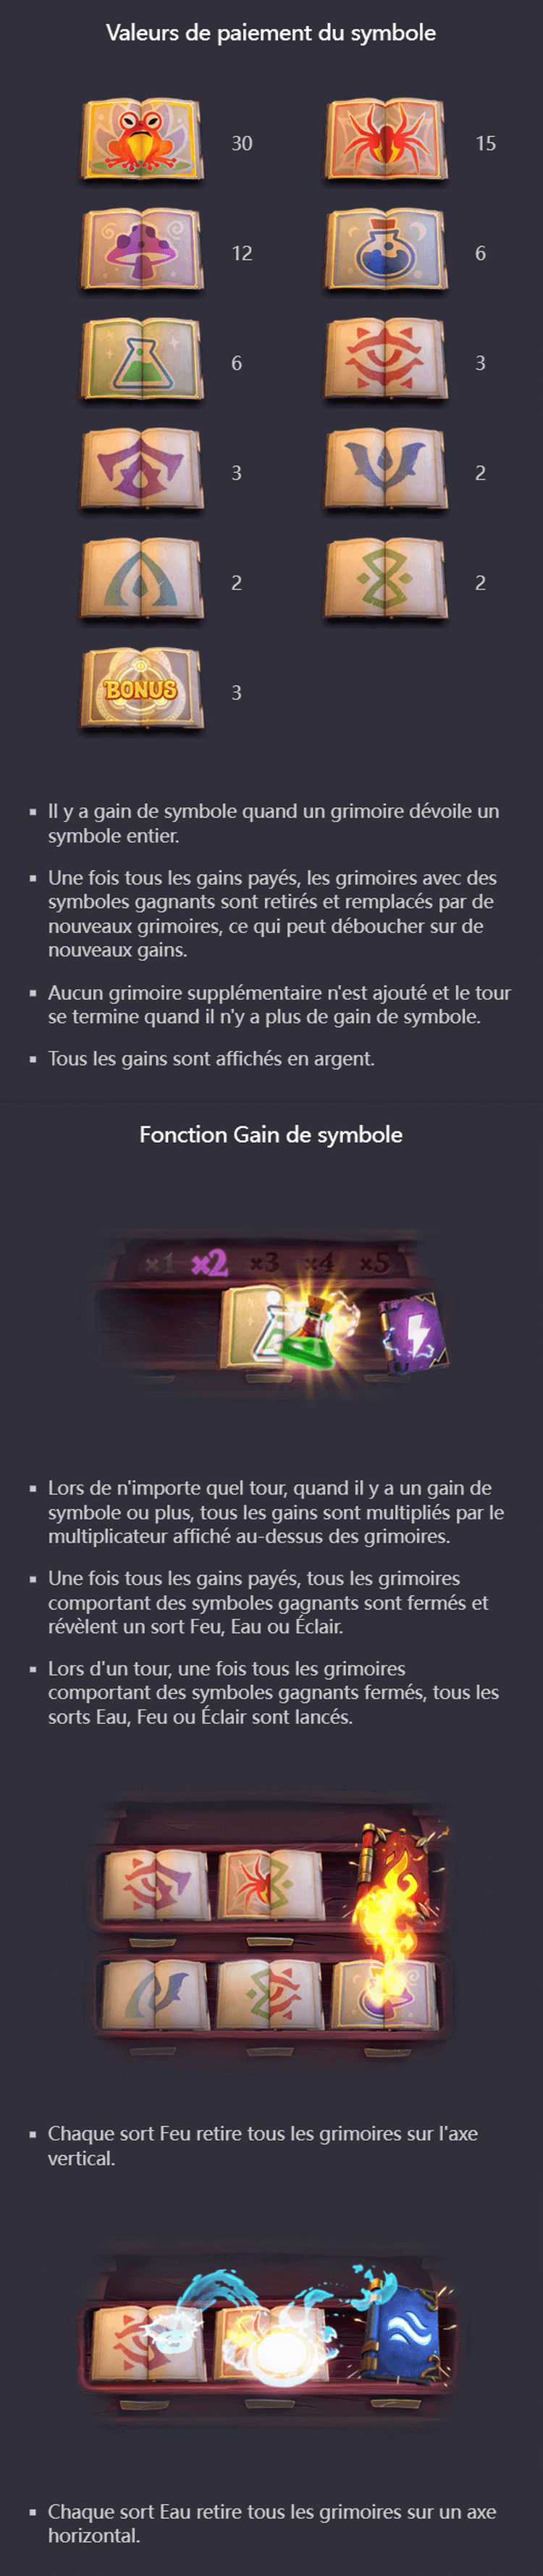 Valeurs de paiement du symbole
30
15
12
6
6
3
3
2
2
2
BONUS
3
▪ Il y a gain de symbole quand un grimoire dévoile un
symbole entier.
▪ Une fois tous les gains payés, les grimoires avec des
symboles gagnants sont retirés et remplacés par de
nouveaux grimoires, ce qui peut déboucher sur de
nouveaux gains.
▪ Aucun grimoire supplémentaire n'est ajouté et le tour
se termine quand il n'y a plus de gain de symbole.
▪ Tous les gains sont affichés en argent.
Fonction Gain de symbole
x1 x2 x3 x4 x5
▪ Lors de n'importe quel tour, quand il y a un gain de
symbole ou plus, tous les gains sont multipliés par le
multiplicateur affiché au-dessus des grimoires.
▪ Une fois tous les gains payés, tous les grimoires
comportant des symboles gagnants sont fermés et
révèlent un sort Feu, Eau ou Éclair.
▪ Lors d'un tour, une fois tous les grimoires
comportant des symboles gagnants fermés, tous les
sorts Eau, Feu ou Éclair sont lancés.
▪ Chaque sort Feu retire tous les grimoires sur l'axe
vertical.
▪ Chaque sort Eau retire tous les grimoires sur un axe
horizontal.